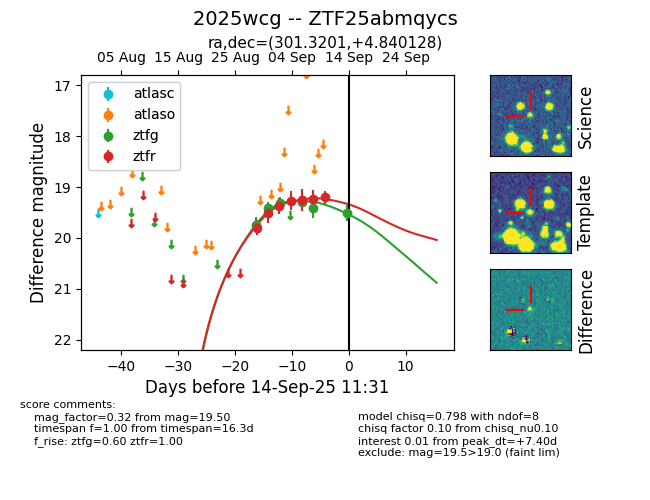 2025wcg -- ZTF25abmqycs
ra,dec=(301.3201,+4.840128)
05 Aug 15 Aug 25 Aug 04 Sep 14 Sep 24 Sep
17
18
19
20
21
22
Difference magnitude
atlasc
atlaso
ztfg
ztfr
−40 −30 −20 −10 0 10
Days before 14-Sep-25 11:31
Science
Template
Difference
score comments:
mag_factor=0.32 from mag=19.50
timespan f=1.00 from timespan=16.3d
f_rise: ztfg=0.60 ztfr=1.00
model chisq=0.798 with ndof=8
chisq factor 0.10 from chisq_nu0.10
interest 0.01 from peak_dt=+7.40d
exclude: mag=19.5>19.0 (faint lim)